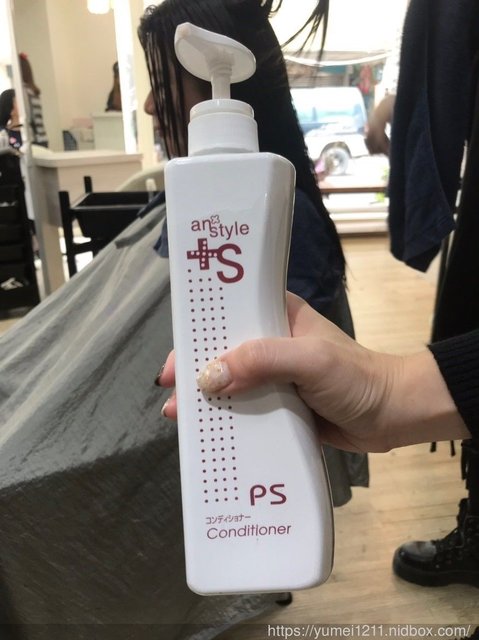 an style
+S
PS
コンディショナー
Conditioner
https://yumei1211.nidbox.com/